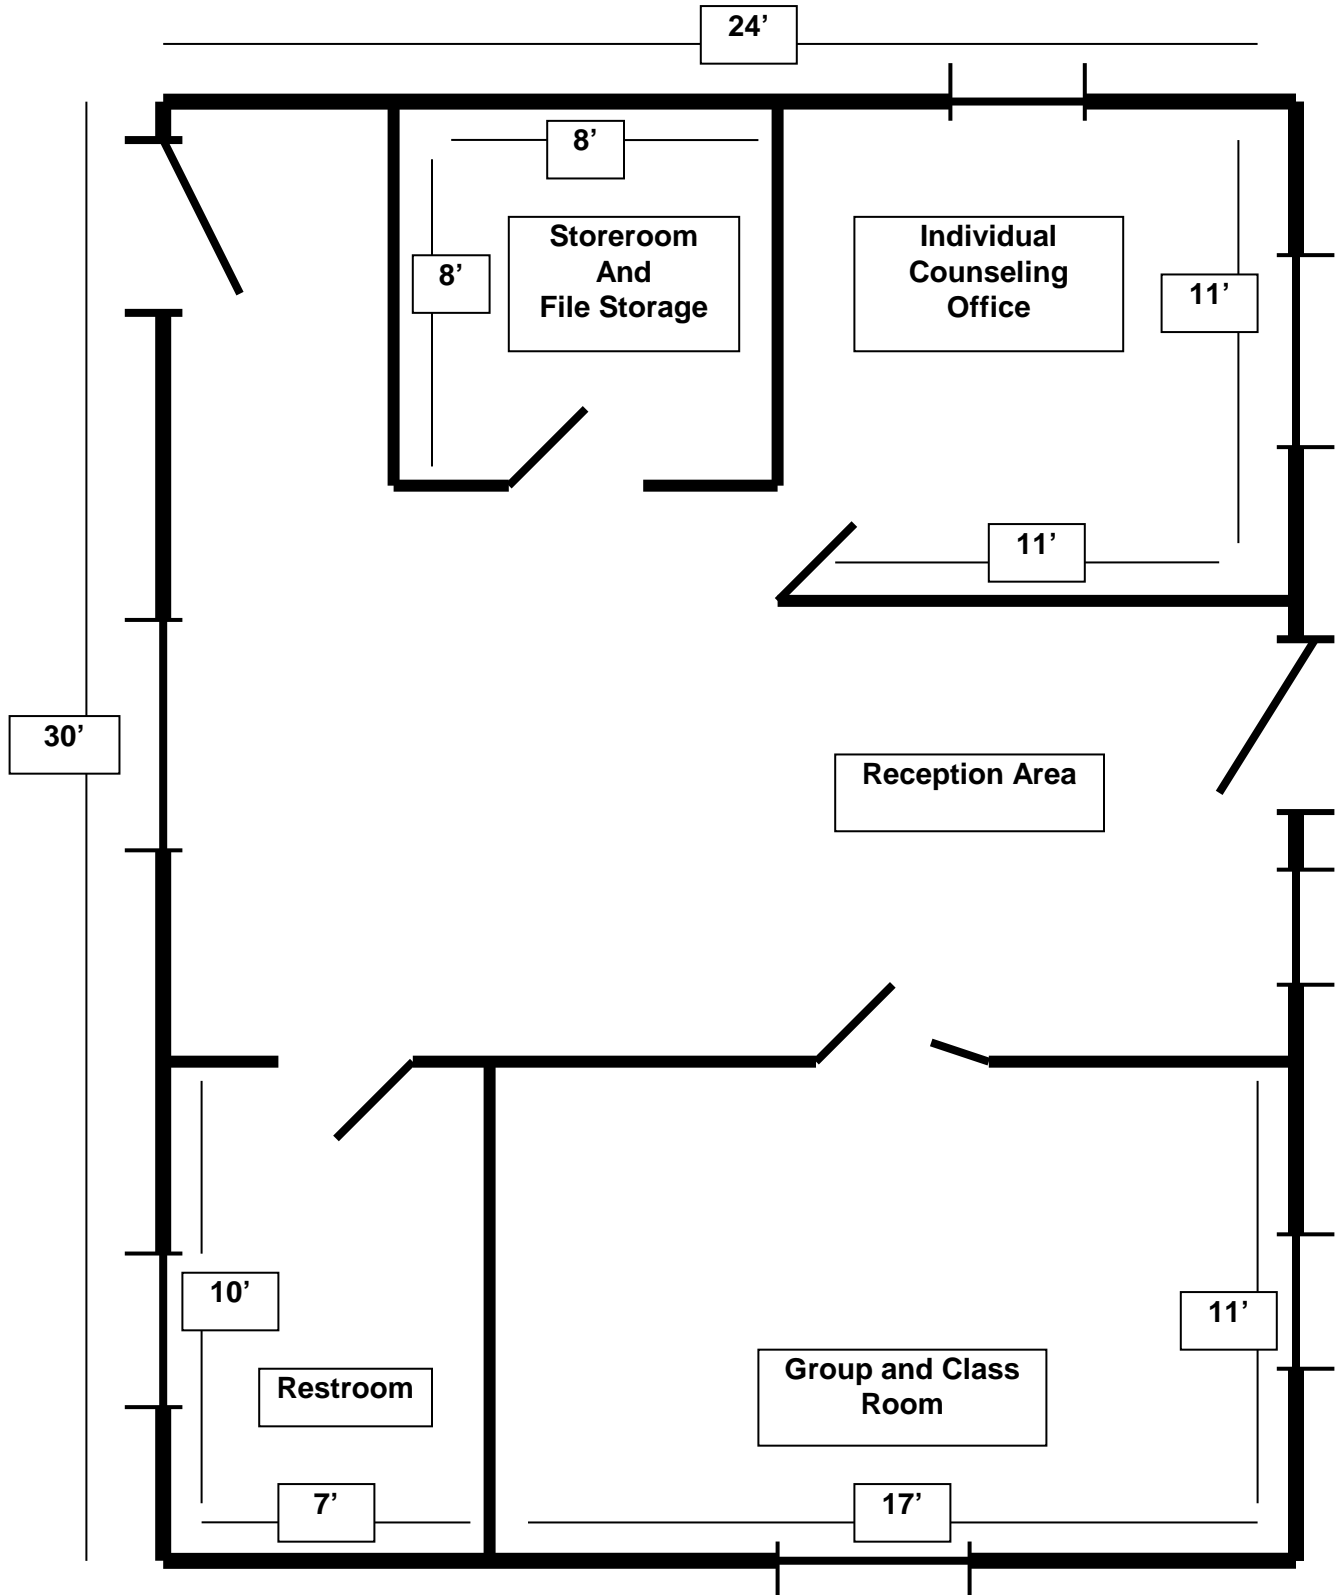 24’
8’
Storeroom
And
File Storage
8’
Individual
Counseling
Office
11’
11’
30’
Reception Area
10’
Restroom
7’
11’
Group and Class
Room
17’